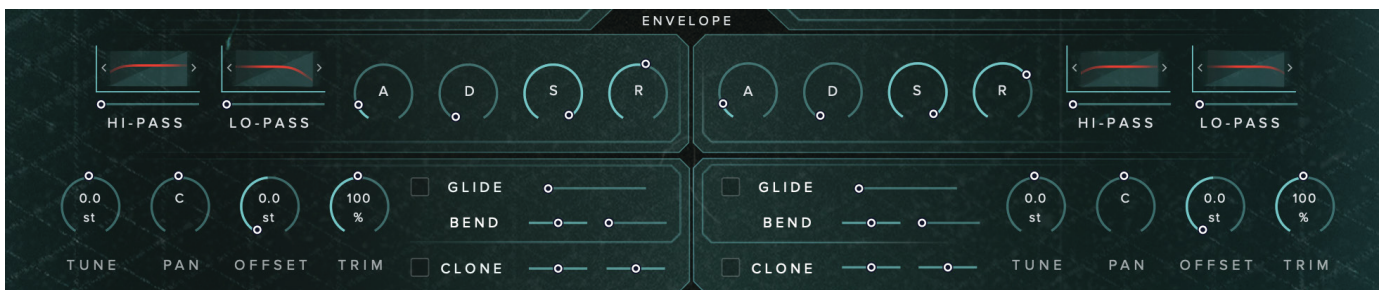 ENVELOPE
A D S R
HI-PASS LO-PASS
A D S R
HI-PASS LO-PASS
0.0 st
C
0.0 st
100 %
TUNE PAN OFFSET TRIM
GLIDE
BEND
CLONE
GLIDE
BEND
CLONE
0.0 st
C
0.0 st
100 %
TUNE PAN OFFSET TRIM